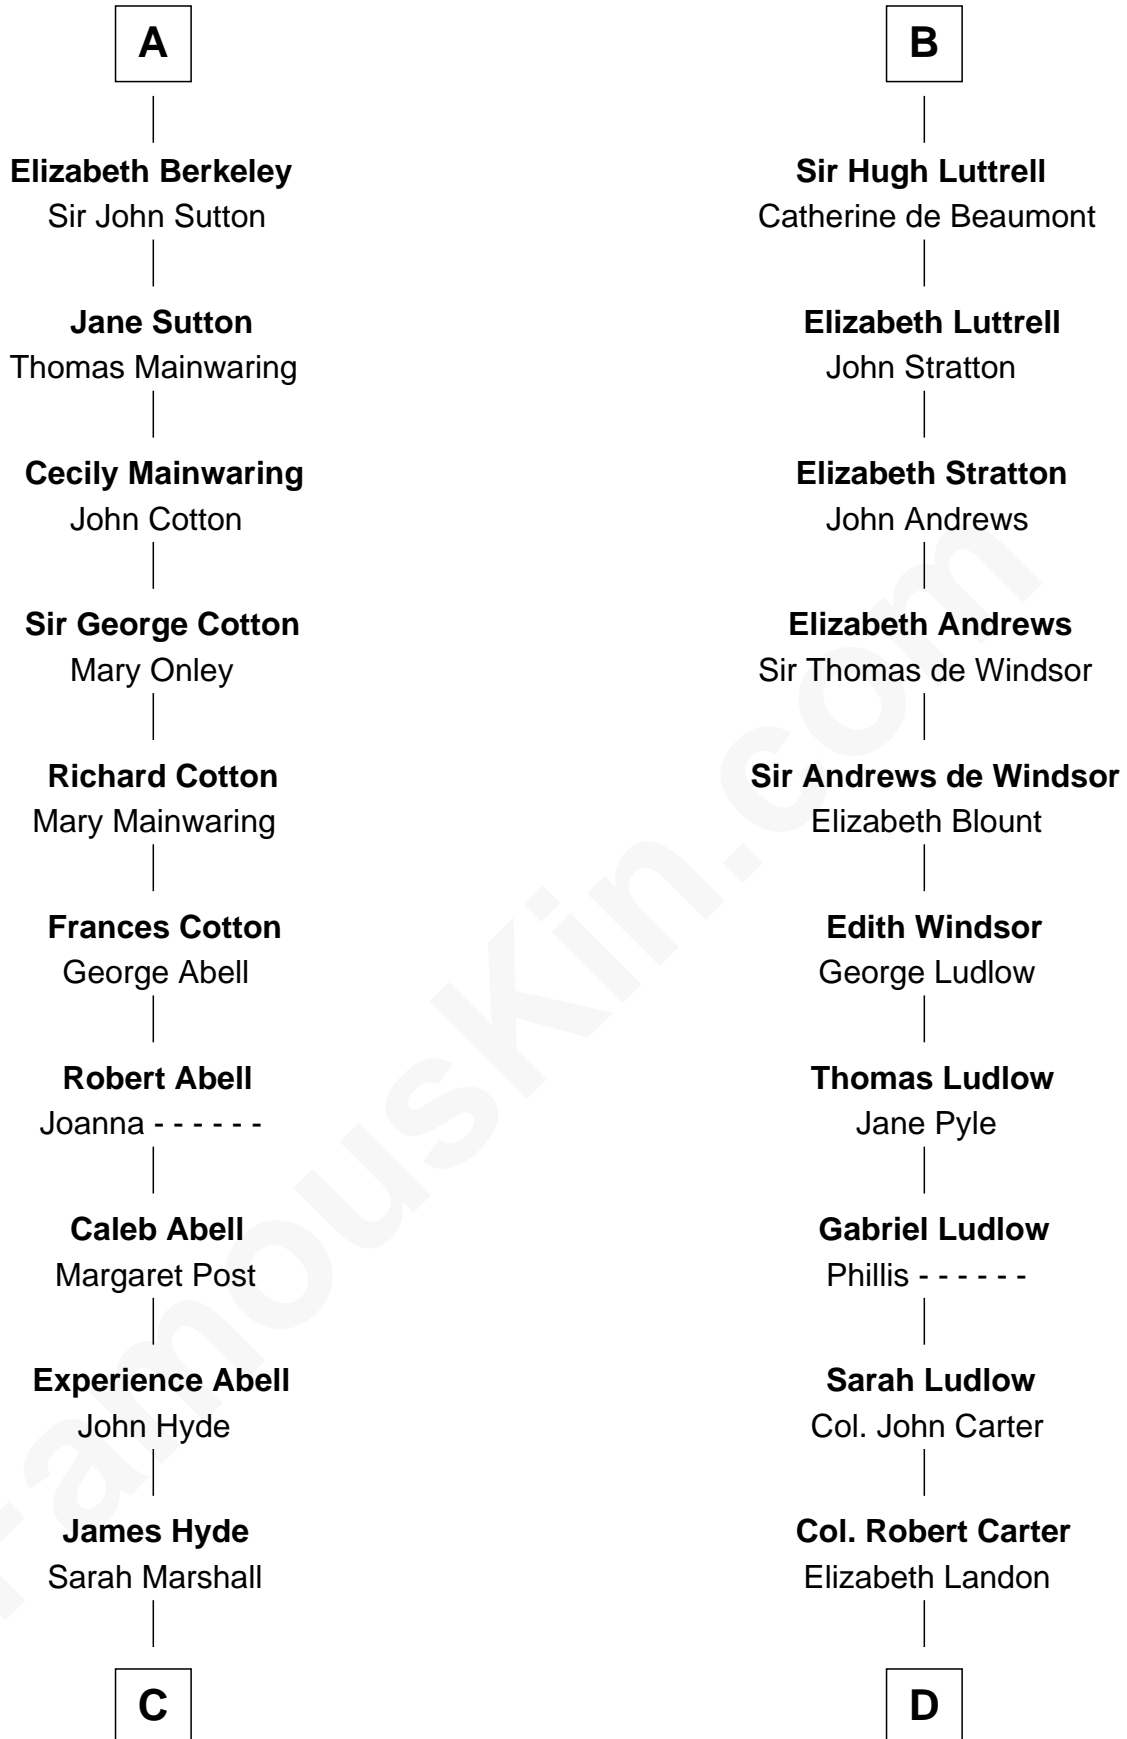 A
Elizabeth Berkeley
Sir John Sutton
Jane Sutton
Thomas Mainwaring
Cecily Mainwaring
John Cotton
Sir George Cotton
Mary Onley
Richard Cotton
Mary Mainwaring
Frances Cotton
George Abell
Robert Abell
Joanna - - - - - -
Caleb Abell
Margaret Post
Experience Abell
John Hyde
James Hyde
Sarah Marshall
C
B
Sir Hugh Luttrell
Catherine de Beaumont
Elizabeth Luttrell
John Stratton
Elizabeth Stratton
John Andrews
Elizabeth Andrews
Sir Thomas de Windsor
Sir Andrews de Windsor
Elizabeth Blount
Edith Windsor
George Ludlow
Thomas Ludlow
Jane Pyle
Gabriel Ludlow
Phillis - - - - - -
Sarah Ludlow
Col. John Carter
Col. Robert Carter
Elizabeth Landon
D
FamousKin.com